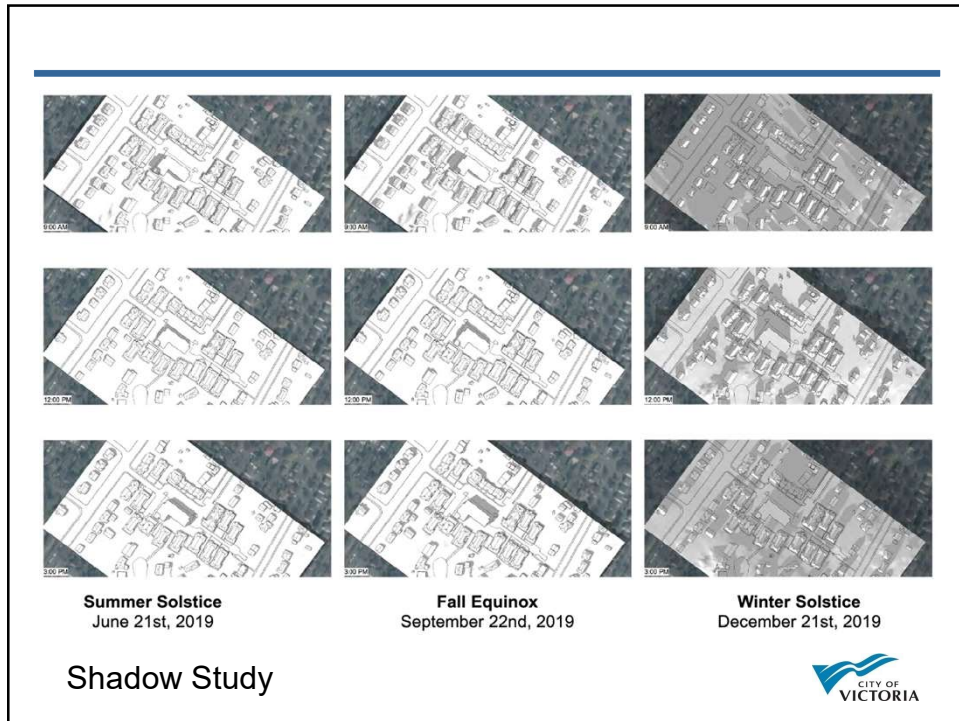 9:00 AM
9:00 AM
9:00 AM
12:00 PM
12:00 PM
12:00 PM
3:00 PM
3:00 PM
3:00 PM
Summer Solstice
June 21st, 2019
Fall Equinox
September 22nd, 2019
Winter Solstice
December 21st, 2019
Shadow Study
CITY OF
VICTORIA